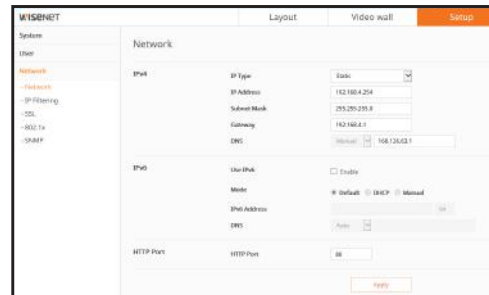 WISENET
Layout
Video wall
Setup
System
User
Network
Network
IP Filtering
SSL
802.1x
SNMP
Network
IPv4
IP Type
Static
IP Address
192.168.4.254
Subnet Mask
255.255.255.0
Gateway
192.168.4.1
DNS
Manual
168.126.63.1
IPv6
Use IPv6
Enable
Mode
Default DHCP Manual
IPv6 Address
64
DNS
Auto
HTTP Port
HTTP Port
Apply